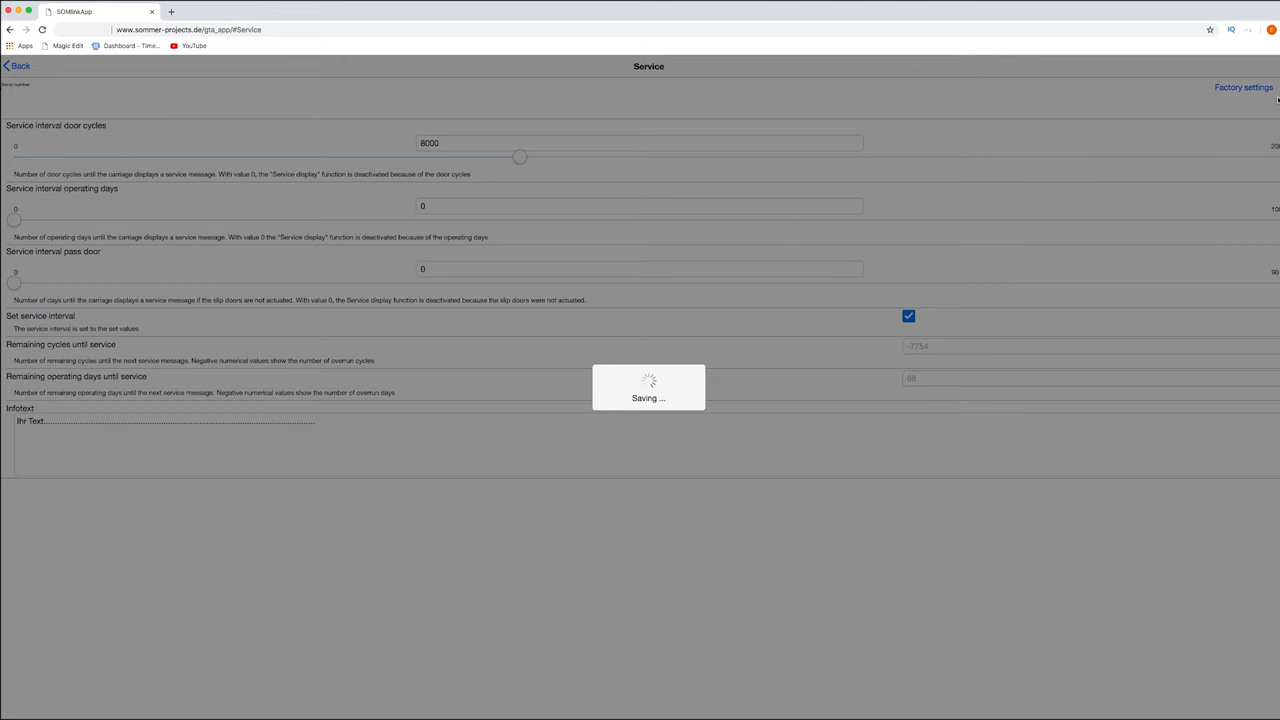 SOMlinkApp
www.sommer-projects.de/gta_app/#Service
Apps Magic Edit Dashboard - Time... YouTube
Back Service
Serial number
Factory settings
Service interval door cycles
8000
0
Number of door cycles until the carriage displays a service message. With value 0, the "Service display" function is deactivated because of the door cycles
Service interval operating days
0
0
Number of operating days until the carriage displays a service message. With value 0 the "Service display" function is deactivated because of the operating days
Service interval pass door
0
0 90
Number of days until the carriage displays a service message if the slip doors are not actuated. With value 0, the Service display function is deactivated because the slip doors were not actuated.
Set service interval
The service interval is set to the set values
Remaining cycles until service
-7754
Number of remaining cycles until the next service message. Negative numerical values show the number of overrun cycles
Remaining operating days until service
68
Number of remaining operating days until the next service message. Negative numerical values show the number of overrun days
Saving ...
Infotext
Ihr Text......................................................................................................................